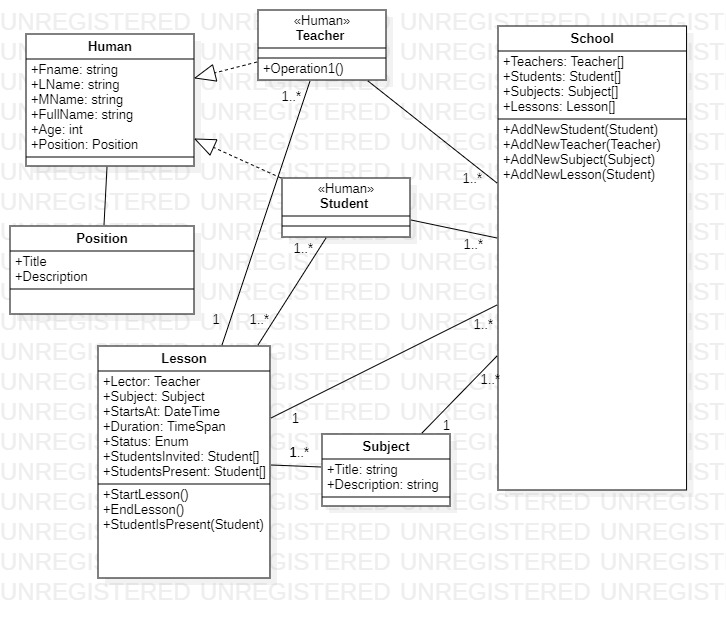 Human
+Fname: string
+LName: string
+MName: string
+FullName: string
+Age: int
+Position: Position
«Human»
Teacher
+Operation1()
School
+Teachers: Teacher[]
+Students: Student[]
+Subjects: Subject[]
+Lessons: Lesson[]
+AddNewStudent(Student)
+AddNewTeacher(Teacher)
+AddNewSubject(Subject)
+AddNewLesson(Student)
1..*
1..*
«Human»
Student
Position
+Title
+Description
1..*
1..*
1
1..*
1..*
Lesson
+Lector: Teacher
+Subject: Subject
+StartsAt: DateTime
+Duration: TimeSpan
+Status: Enum
+StudentsInvited: Student[]
+StudentsPresent: Student[]
+StartLesson()
+EndLesson()
+StudentIsPresent(Student)
1..*
1
1
1..*
Subject
+Title: string
+Description: string
UNREGISTERED UNREGISTERED UNREGISTERED UNREGIST